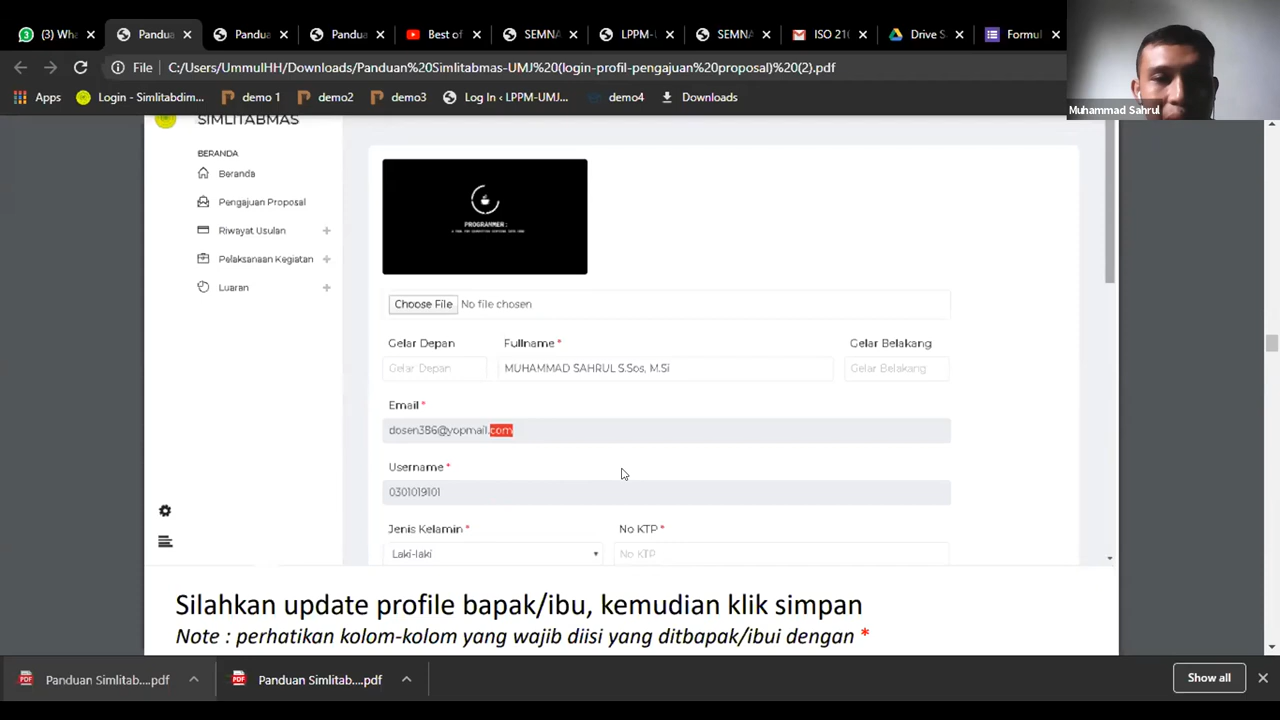 (3) Wha
Pandua
Pandua
Pandua
Best of
SEMNA
LPPM-U
SEMNA
ISO 210
Drive S
Formul
File
C:/Users/UmmulHH/Downloads/Panduan%20Simlitabmas-UMJ%20(login-profil-pengajuan%20proposal)%20(2).pdf
Muhammad Sahrul
Apps
Login - Simlitabdim...
demo 1
demo2
demo3
Log In ‹ LPPM-UMJ...
demo4
Downloads
SIMLITABMAS
BERANDA
Beranda
Pengajuan Proposal
Riwayat Usulan
Pelaksanaan Kegiatan
Luaran
PROGRAMMER:
Choose File No file chosen
Gelar Depan Fullname * Gelar Belakang
Gelar Depan MUHAMMAD SAHRUL S.Sos, M.Si Gelar Belakang
Email *
dosen386@yopmail.com
Username *
0301019101
Jenis Kelamin * No KTP *
Laki-laki No KTP
Silahkan update profile bapak/ibu, kemudian klik simpan
Note : perhatikan kolom-kolom yang wajib diisi yang ditbapak/ibui dengan *
Panduan Simlitab....pdf
Panduan Simlitab....pdf
Show all